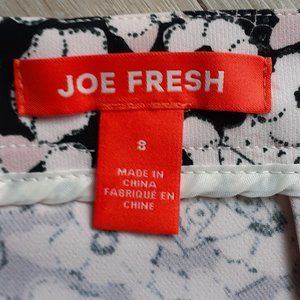 JOE FRESH
8
MADE IN
CHINA
FABRIQUÉ EN
CHINE